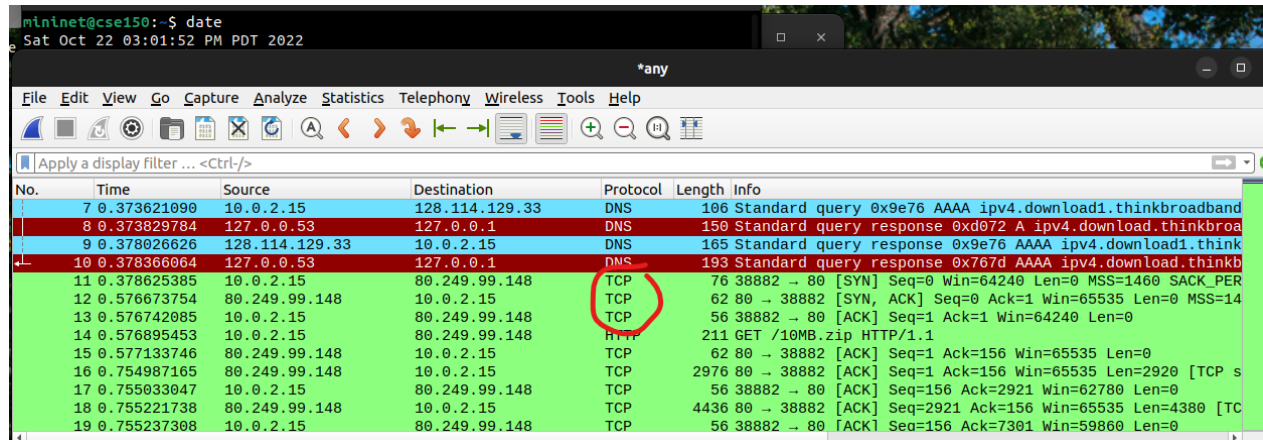 mininet@cse150:~$ date
Sat Oct 22 03:01:52 PM PDT 2022
*any
File Edit View Go Capture Analyze Statistics Telephony Wireless Tools Help
Apply a display filter … <Ctrl-/>
No. Time Source Destination Protocol Length Info
7 0.373621090 10.0.2.15 128.114.129.33 DNS 106 Standard query 0x9e76 AAAA ipv4.download1.thinkbroadband
8 0.373829784 127.0.0.53 127.0.0.1 DNS 150 Standard query response 0xd072 A ipv4.download.thinkbroa
9 0.378026626 128.114.129.33 10.0.2.15 DNS 165 Standard query response 0x9e76 AAAA ipv4.download1.think
10 0.378366064 127.0.0.53 127.0.0.1 DNS 193 Standard query response 0x767d AAAA ipv4.download.thinkb
11 0.378625385 10.0.2.15 80.249.99.148 TCP 76 38882 → 80 [SYN] Seq=0 Win=64240 Len=0 MSS=1460 SACK_PER
12 0.576673754 80.249.99.148 10.0.2.15 TCP 62 80 → 38882 [SYN, ACK] Seq=0 Ack=1 Win=65535 Len=0 MSS=14
13 0.576742085 10.0.2.15 80.249.99.148 TCP 56 38882 → 80 [ACK] Seq=1 Ack=1 Win=64240 Len=0
14 0.576895453 10.0.2.15 80.249.99.148 HTTP 211 GET /10MB.zip HTTP/1.1
15 0.577133746 80.249.99.148 10.0.2.15 TCP 62 80 → 38882 [ACK] Seq=1 Ack=156 Win=65535 Len=0
16 0.754987165 80.249.99.148 10.0.2.15 TCP 2976 80 → 38882 [ACK] Seq=1 Ack=156 Win=65535 Len=2920 [TCP s
17 0.755033047 10.0.2.15 80.249.99.148 TCP 56 38882 → 80 [ACK] Seq=156 Ack=2921 Win=62780 Len=0
18 0.755221738 80.249.99.148 10.0.2.15 TCP 4436 80 → 38882 [ACK] Seq=2921 Ack=156 Win=65535 Len=4380 [TC
19 0.755237308 10.0.2.15 80.249.99.148 TCP 56 38882 → 80 [ACK] Seq=156 Ack=7301 Win=59860 Len=0